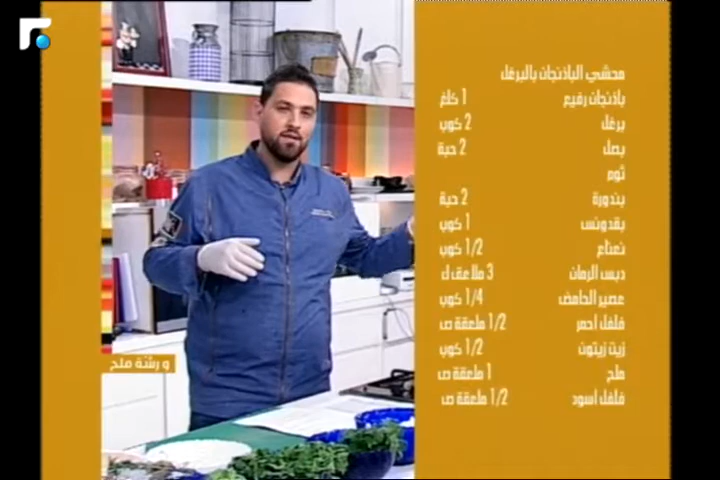 محشي الباذنجان بالبرغل
باذنجان رفيع 1 كلغ
برغل 2 كوب
بصل 2 حبة
ثوم
بندورة 2 حبة
بقدونس 1 كوب
نعناع 1/2 كوب
دبس الرمان 3 ملاعق ك
عصير الحامض 1/4 كوب
فلفل احمر 1/2 ملعقة ص
زيت زيتون 1/2 كوب
ملح 1 ملعقة ص
فلفل اسود 1/2 ملعقة ص
و رشة ملح